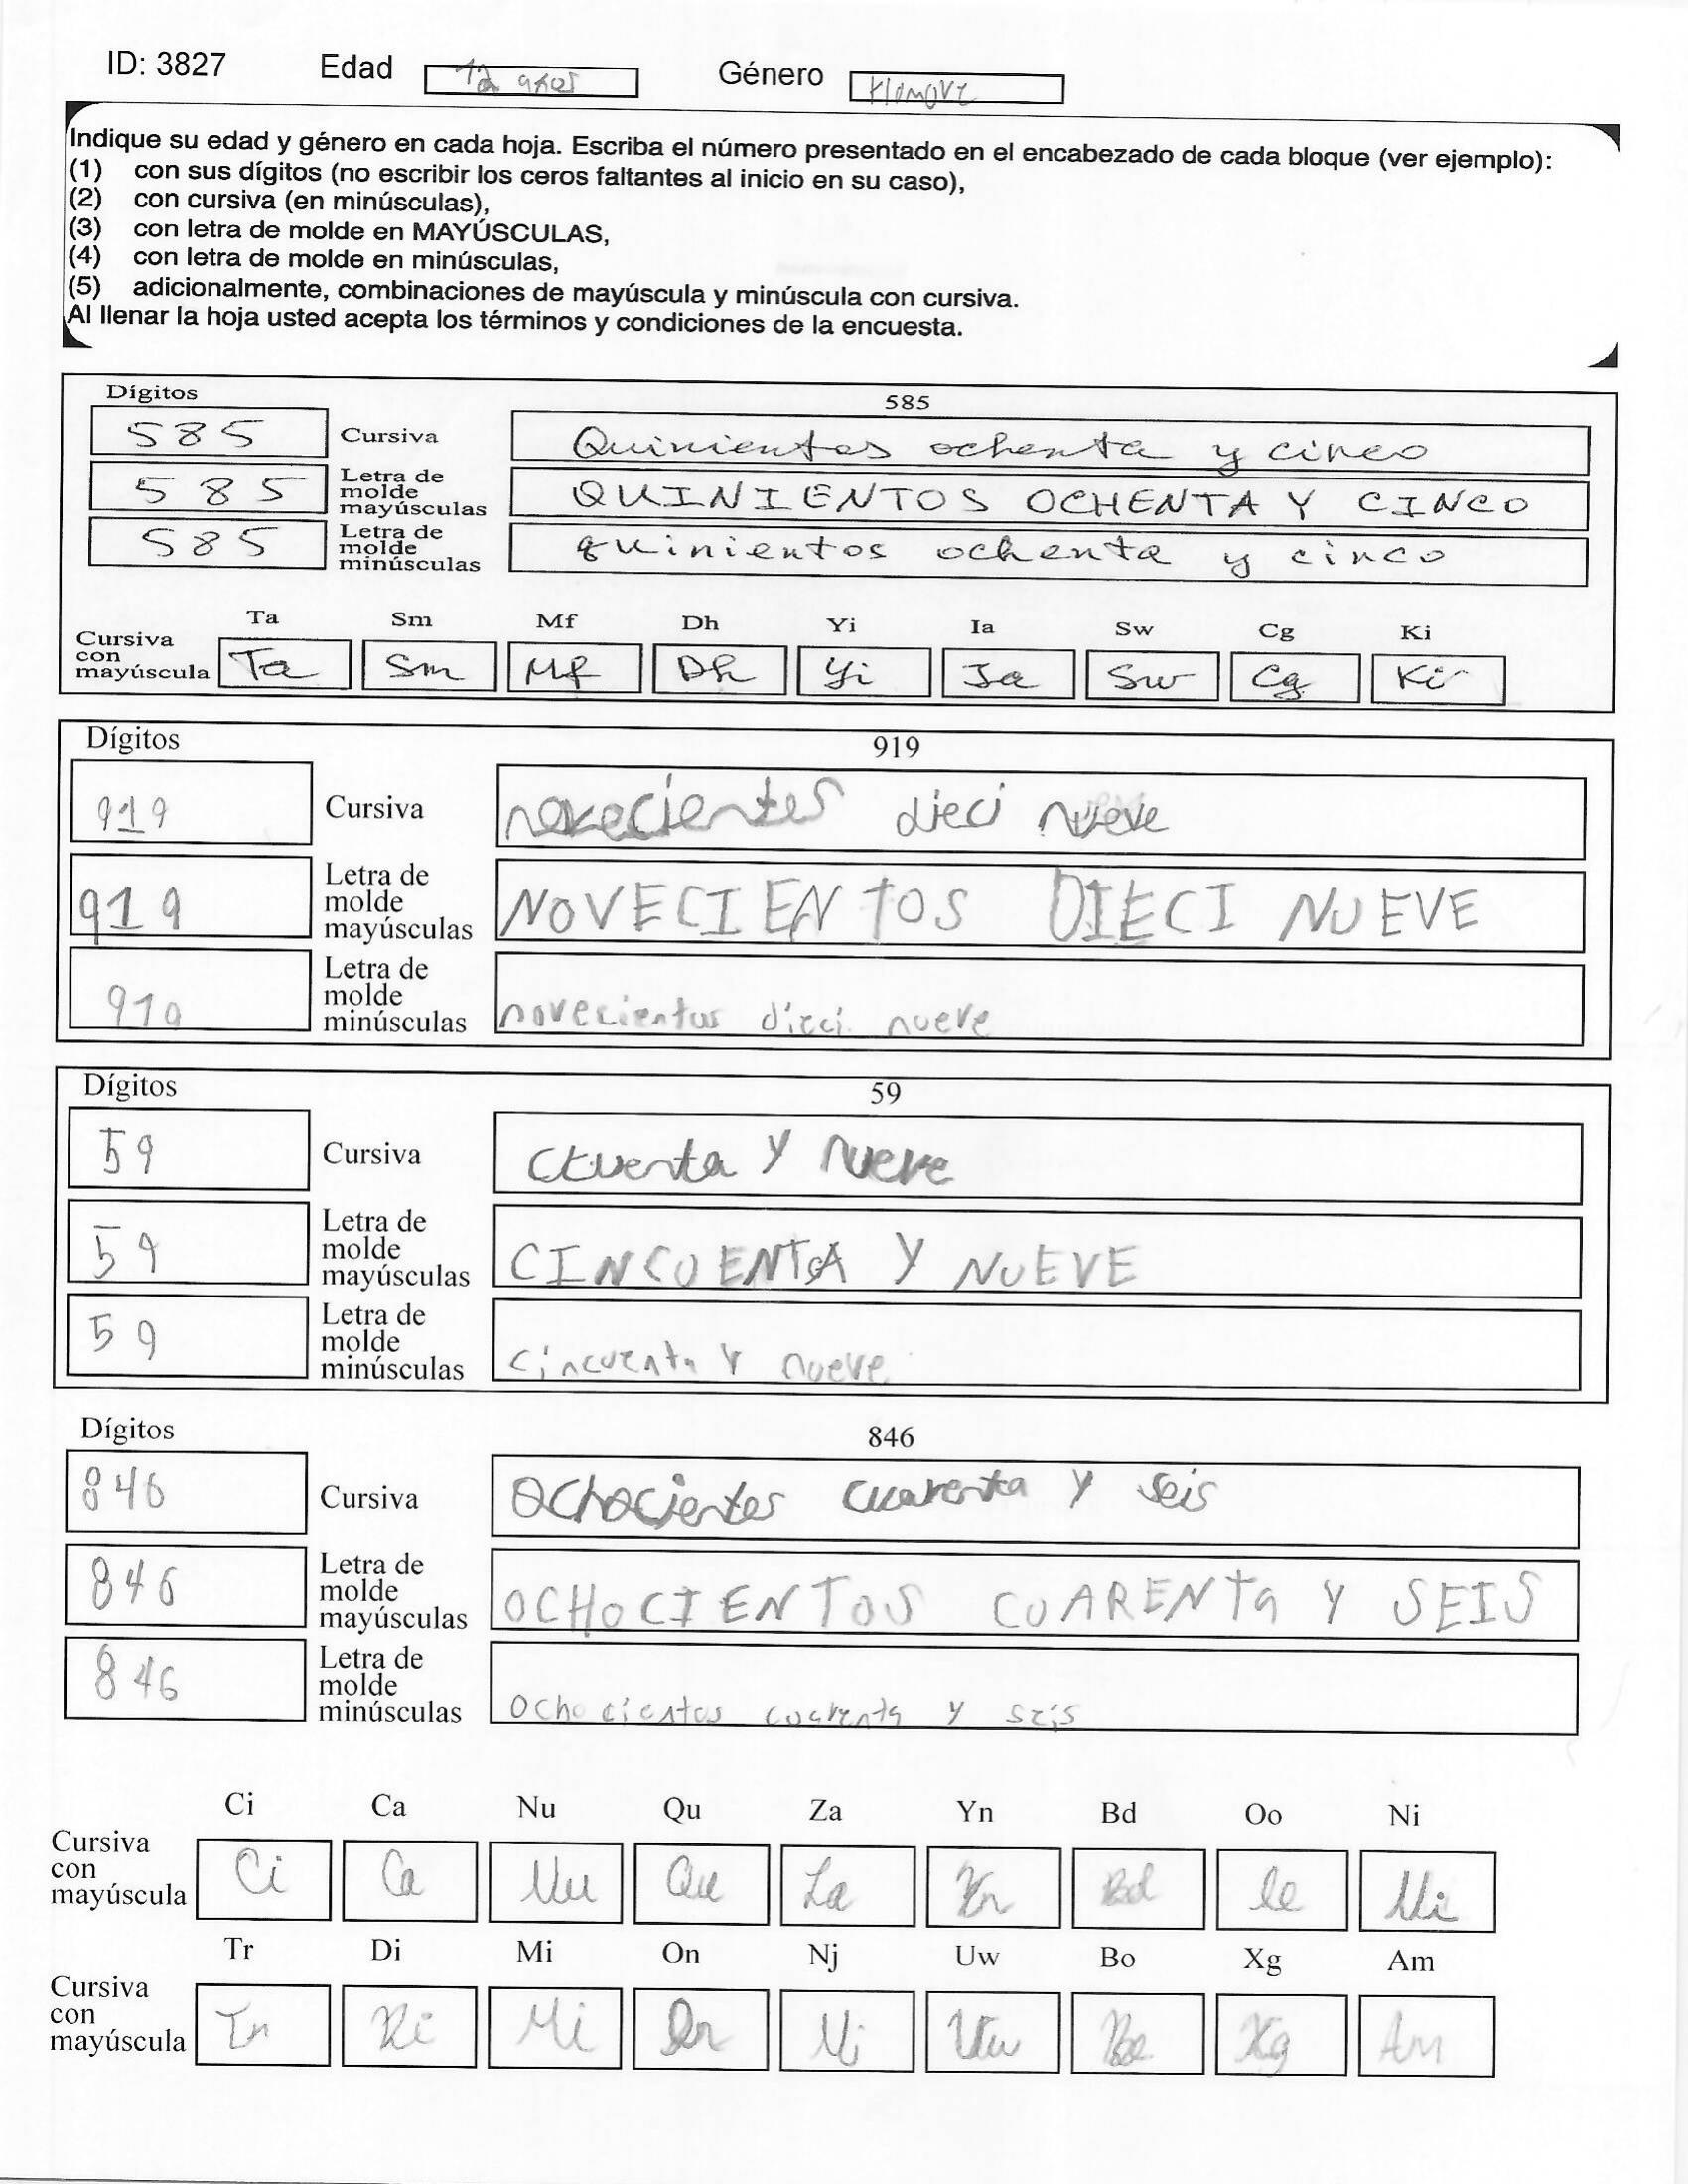 ID: 3827 Edad 12 años Género
Indique su edad y género en cada hoja. Escriba el número presentado en el encabezado de cada bloque (ver ejemplo):
(1) con sus dígitos (no escribir los ceros faltantes al inicio en su caso),
(2) con cursiva (en minúsculas),
(3) con letra de molde en MAYÚSCULAS,
(4) con letra de molde en minúsculas,
(5) adicionalmente, combinaciones de mayúscula y minúscula con cursiva.
Al llenar la hoja usted acepta los términos y condiciones de la encuesta.
Dígitos 585
585 Cursiva Quinientos ochenta y cinco
585 Letra de molde mayúsculas QUINIENTOS OCHENTA Y CINCO
585 Letra de molde minúsculas quinientos ochenta y cinco
Ta Sm Mf Dh Yi Ia Sw Cg Ki
Cursiva con mayúscula Ta Sm Mf Dh Yi Ia Sw Cg Ki
Dígitos 919
919 Cursiva novecientos dieci nueve
919 Letra de molde mayúsculas NOVECIENTOS DIECI NUEVE
919 Letra de molde minúsculas novecientos dieci nueve
Dígitos 59
59 Cursiva y nueve
59 Letra de molde mayúsculas CINCUENTA Y NUEVE
59 Letra de molde minúsculas cincuenta y nueve
Dígitos 846
846 Cursiva Ochocientos cuarenta y seis
846 Letra de molde mayúsculas OCHOCIENTOS CUARENTa Y SEIS
846 Letra de molde minúsculas ochocientos cuarenta y seis
Ci Ca Nu Qu Za Yn Bd Oo Ni
Cursiva con mayúscula Ci Ca Nu Qu Za Yn Bd Oo Ni
Tr Di Mi On Nj Uw Bo Xg Am
Cursiva con mayúscula Tr Di Mi On Nj Uw Bo Xg Am